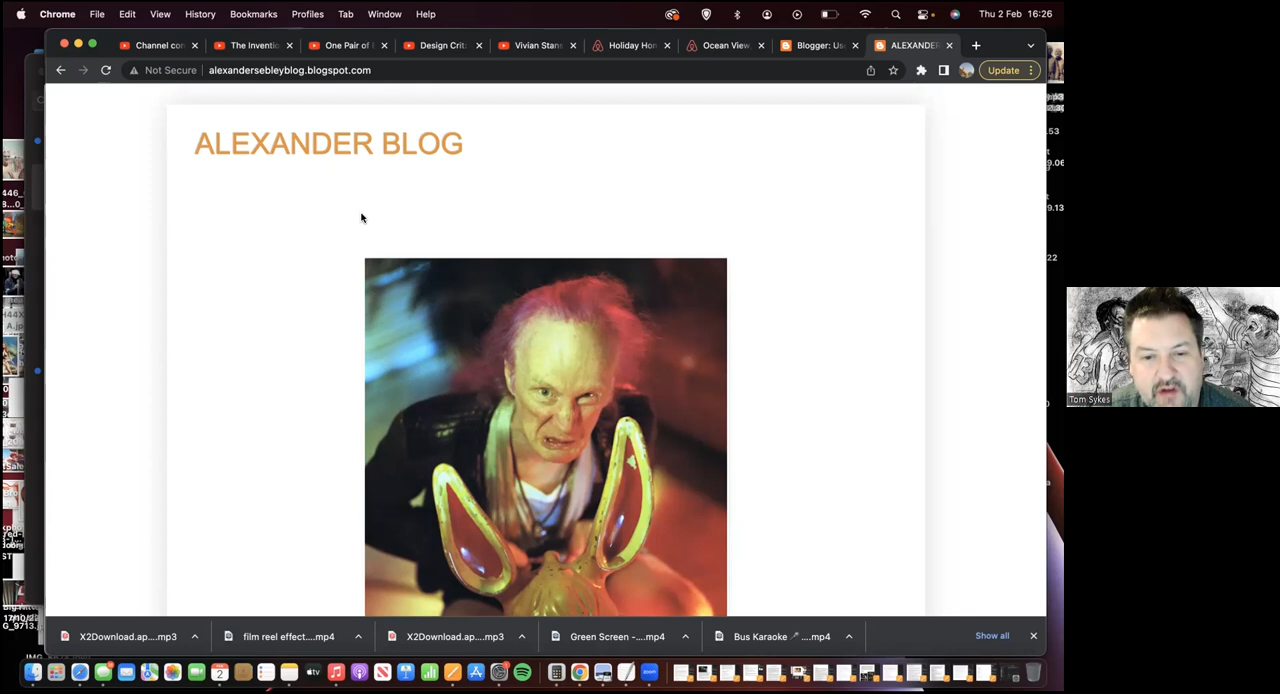 Chrome File Edit View History Bookmarks Profiles Tab Window Help Thu 2 Feb 16:26
Channel con
The Inventio
One Pair of
Design Crit
Vivian Stans
Holiday Hon
Ocean View
Blogger: Us
ALEXANDER
Not Secure alexandersebleyblog.blogspot.com Update
ALEXANDER BLOG
Tom Sykes
X2Download.ap....mp3
film reel effect....mp4
X2Download.ap....mp3
Green Screen -....mp4
Bus Karaoke 🎤 ....mp4
Show all